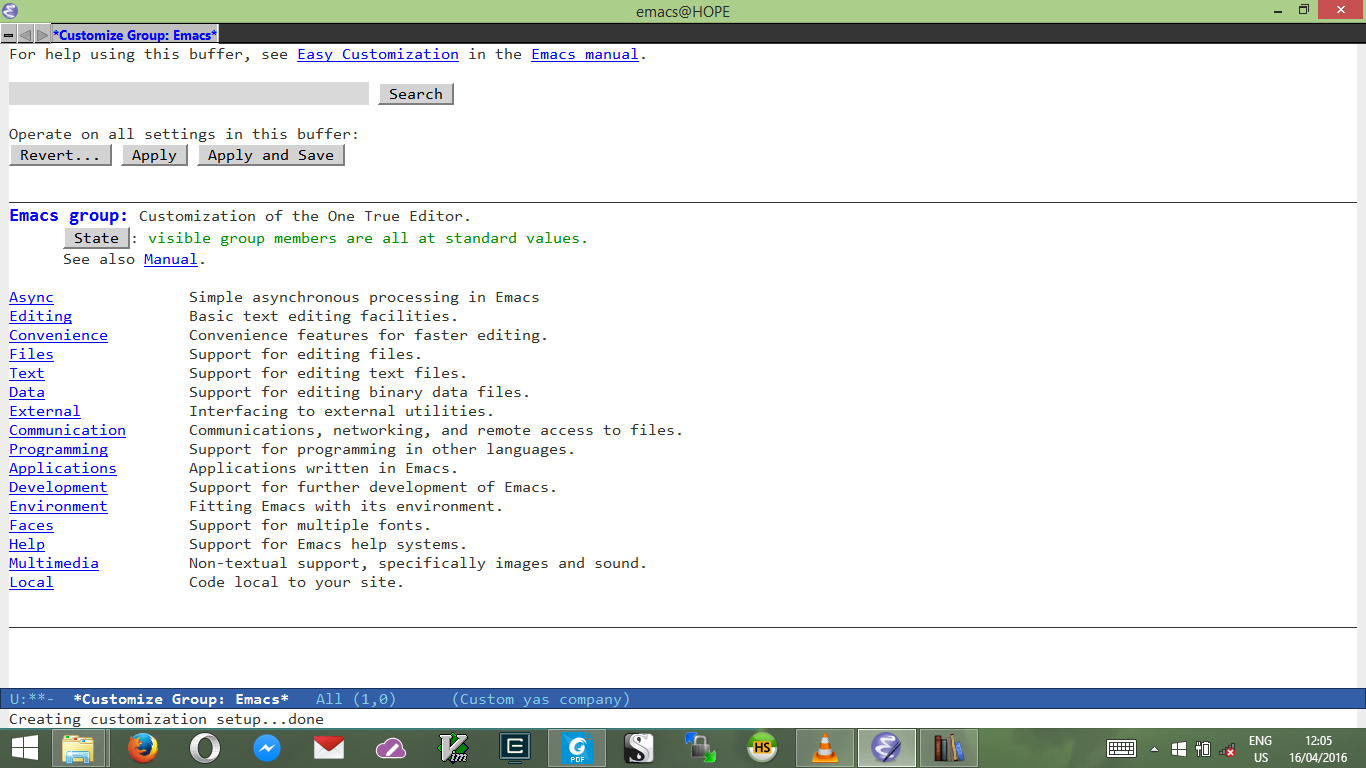 emacs@HOPE
*Customize Group: Emacs*
For help using this buffer, see Easy Customization in the Emacs manual.
Search
Operate on all settings in this buffer:
Revert... Apply Apply and Save
Emacs group: Customization of the One True Editor.
State : visible group members are all at standard values.
See also Manual.
Async Simple asynchronous processing in Emacs
Editing Basic text editing facilities.
Convenience Convenience features for faster editing.
Files Support for editing files.
Text Support for editing text files.
Data Support for editing binary data files.
External Interfacing to external utilities.
Communication Communications, networking, and remote access to files.
Programming Support for programming in other languages.
Applications Applications written in Emacs.
Development Support for further development of Emacs.
Environment Fitting Emacs with its environment.
Faces Support for multiple fonts.
Help Support for Emacs help systems.
Multimedia Non-textual support, specifically images and sound.
Local Code local to your site.
U:**- *Customize Group: Emacs* All (1,0) (Custom yas company)
Creating customization setup...done
Vim E G PDF S HS ENG 12:05
US 16/04/2016